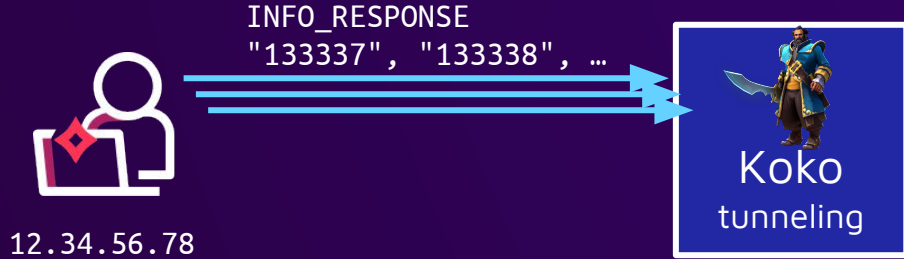 INFO_RESPONSE
"133337", "133338", …
Koko
tunneling
12.34.56.78